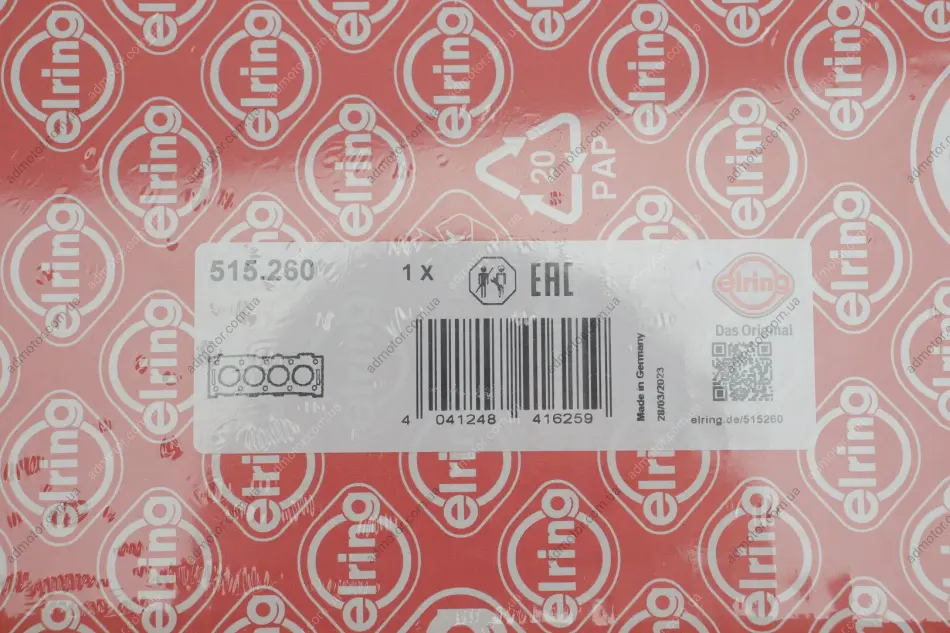 elring
20
PAP
515.260
1 X
EAC
elring
Das Original
4 041248 416259
Made in Germany
28/03/2023
elring.de/515260
admotor.com.ua